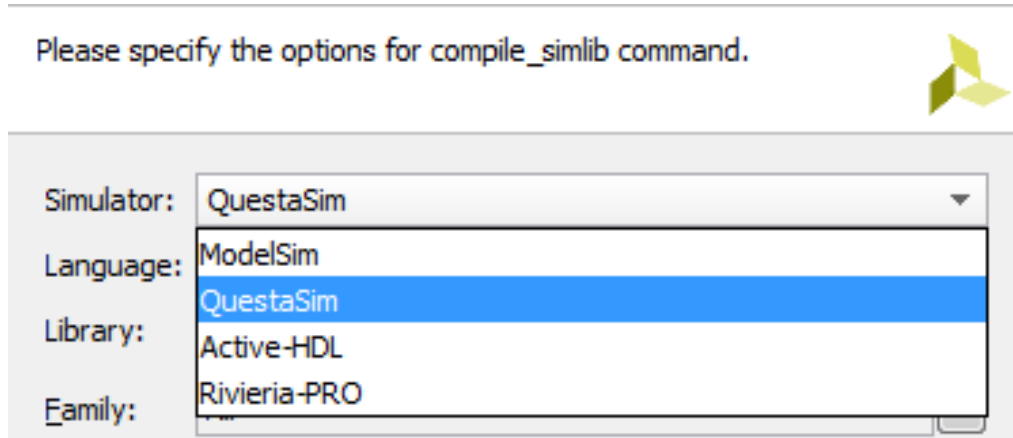 Please specify the options for compile_simlib command.
Simulator: QuestaSim
ModelSim
Language:
QuestaSim
Library:
Active-HDL
Rivieria-PRO
Family: